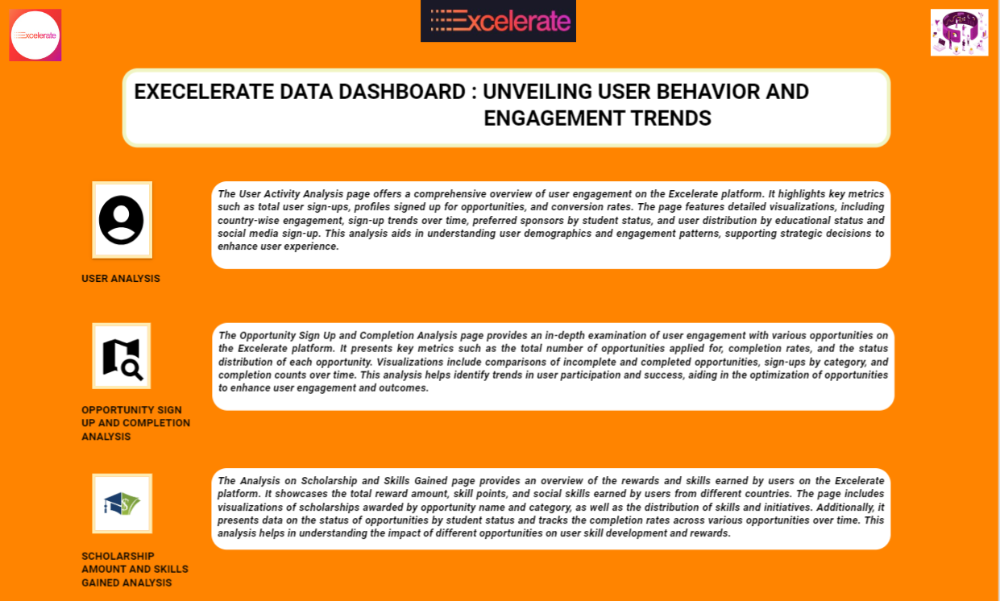 Excelerate
Excelerate
EXECELERATE DATA DASHBOARD : UNVEILING USER BEHAVIOR AND
ENGAGEMENT TRENDS
The User Activity Analysis page offers a comprehensive overview of user engagement on the Excelerate platform. It highlights key metrics
such as total user sign-ups, profiles signed up for opportunities, and conversion rates. The page features detailed visualizations, including
country-wise engagement, sign-up trends over time, preferred sponsors by student status, and user distribution by educational status and
social media sign-up. This analysis aids in understanding user demographics and engagement patterns, supporting strategic decisions to
enhance user experience.
USER ANALYSIS
The Opportunity Sign Up and Completion Analysis page provides an in-depth examination of user engagement with various opportunities on
the Excelerate platform. It presents key metrics such as the total number of opportunities applied for, completion rates, and the status
distribution of each opportunity. Visualizations include comparisons of incomplete and completed opportunities, sign-ups by category, and
completion counts over time. This analysis helps identify trends in user participation and success, aiding in the optimization of opportunities
to enhance user engagement and outcomes.
OPPORTUNITY SIGN
UP AND COMPLETION
ANALYSIS
The Analysis on Scholarship and Skills Gained page provides an overview of the rewards and skills earned by users on the Excelerate
platform. It showcases the total reward amount, skill points, and social skills earned by users from different countries. The page includes
visualizations of scholarships awarded by opportunity name and category, as well as the distribution of skills and initiatives. Additionally, it
presents data on the status of opportunities by student status and tracks the completion rates across various opportunities over time. This
analysis helps in understanding the impact of different opportunities on user skill development and rewards.
SCHOLARSHIP
AMOUNT AND SKILLS
GAINED ANALYSIS